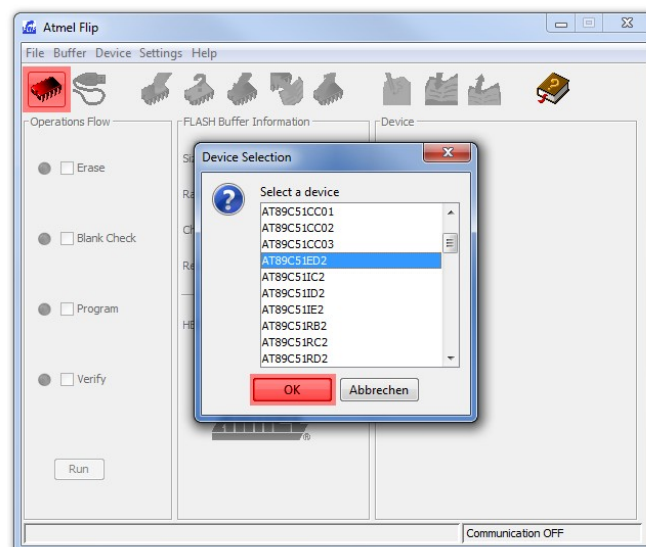 Atmel Flip
File Buffer Device Settings Help
Operations Flow
FLASH Buffer Information
Device
Erase
Blank Check
Program
Verify
Run
Device Selection
Select a device
AT89C51CC01
AT89C51CC02
AT89C51CC03
AT89C51ED2
AT89C51IC2
AT89C51ID2
AT89C51IE2
AT89C51RB2
AT89C51RC2
AT89C51RD2
OK Abbrechen
Communication OFF